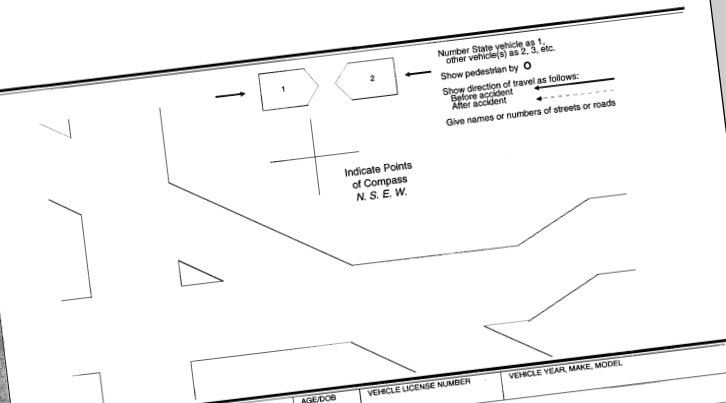 Number State vehicle as 1,
other vehicle(s) as 2, 3, etc.
1
2
Show pedestrian by O
Show direction of travel as follows:
Before accident
After accident
Give names or numbers of streets or roads
Indicate Points
of Compass
N. S. E. W.
AGE/DOB
VEHICLE LICENSE NUMBER
VEHICLE YEAR, MAKE, MODEL